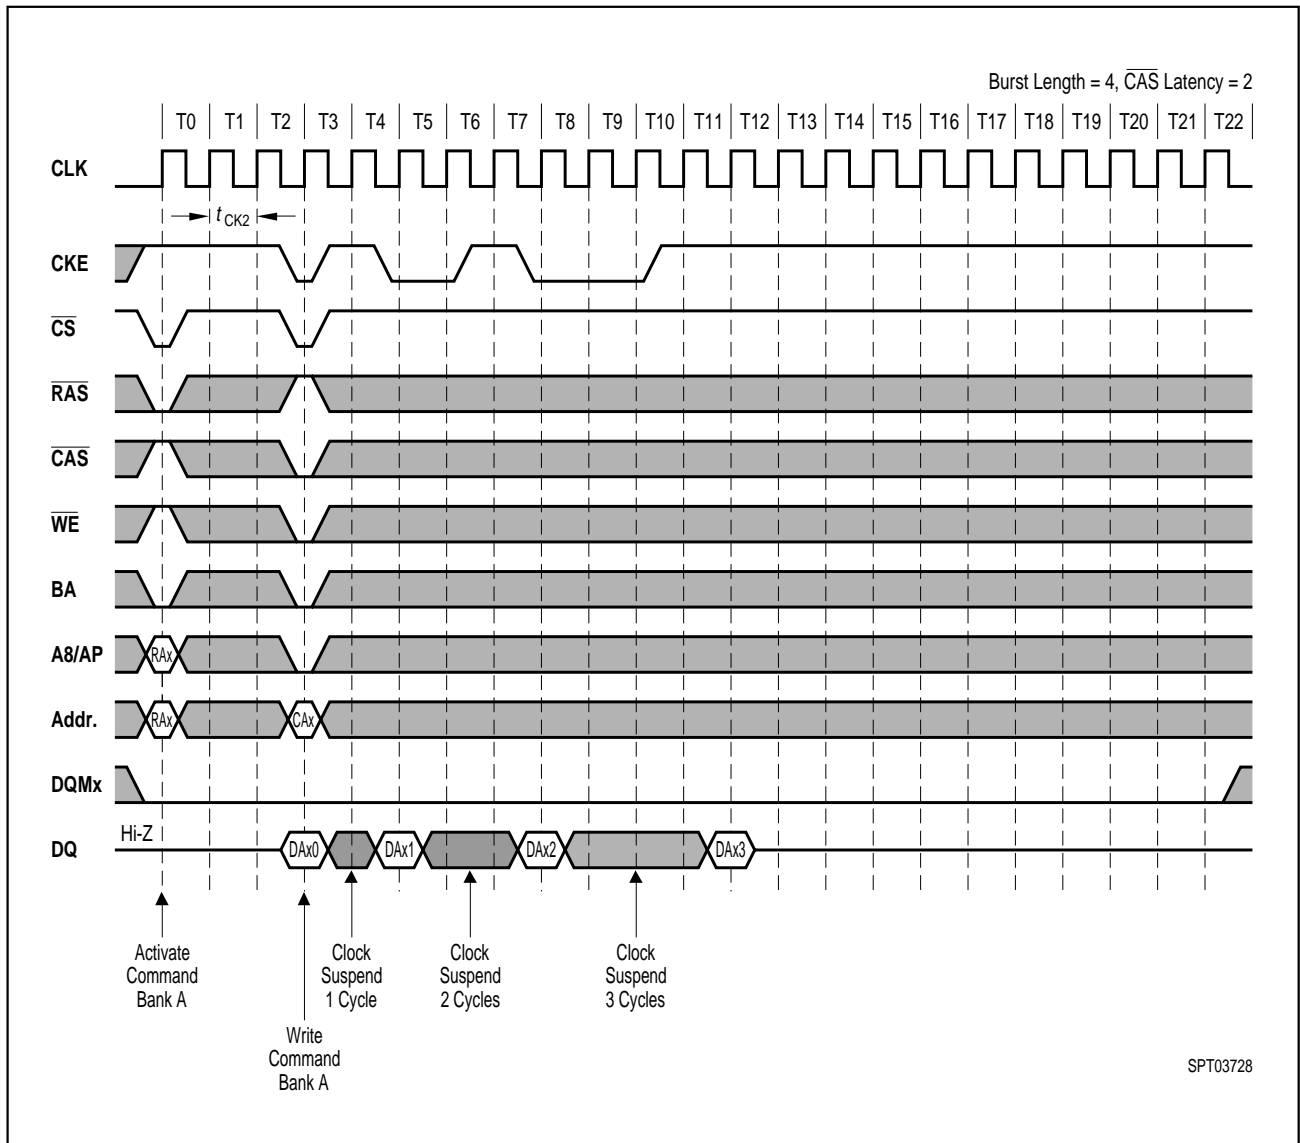 Burst Length = 4, CAS Latency = 2
T0 T1 T2 T3 T4 T5 T6 T7 T8 T9 T10 T11 T12 T13 T14 T15 T16 T17 T18 T19 T20 T21 T22
CLK
t CK2
CKE
CS
RAS
CAS
WE
BA
A8/AP RAx
Addr. RAx CAx
DQMx
DQ Hi-Z DAx0 DAx1 DAx2 DAx3
Activate
Command
Bank A
Write
Command
Bank A
Clock
Suspend
1 Cycle
Clock
Suspend
2 Cycles
Clock
Suspend
3 Cycles
SPT03728